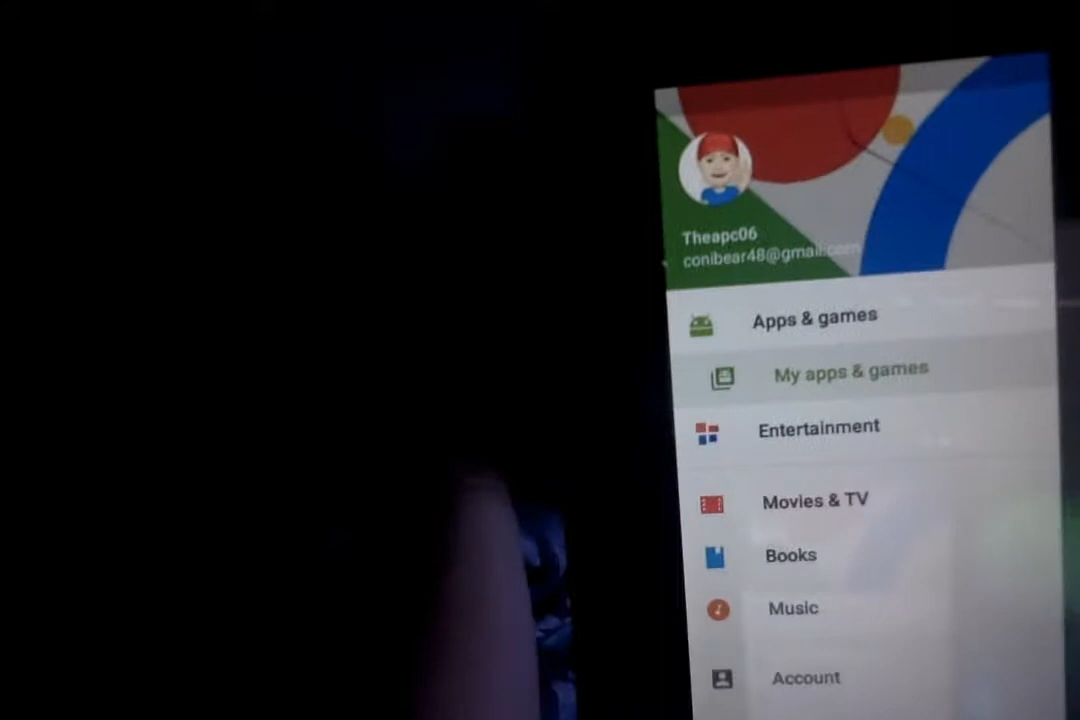 Theapc06
conibear48@gmail.com
Apps & games
My apps & games
Entertainment
Movies & TV
Books
Music
Account